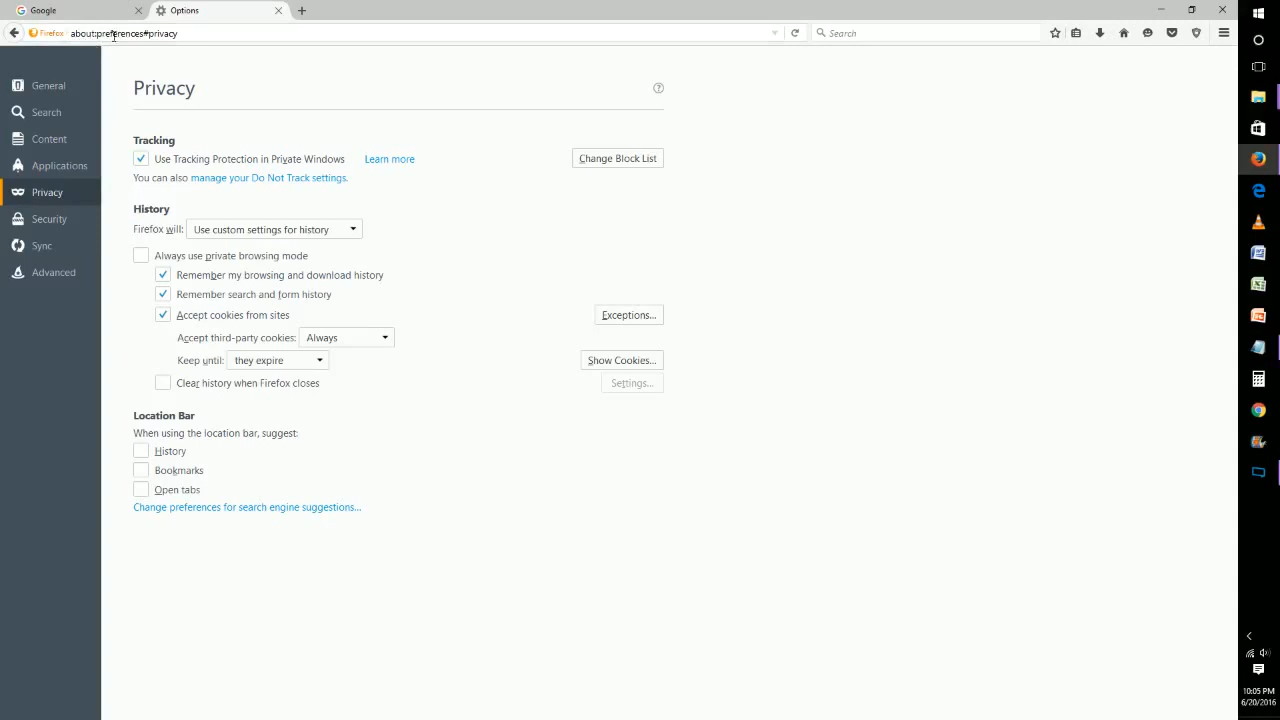 Google
Options
Firefox about:preferences#privacy
Search
General
Search
Content
Applications
Privacy
Security
Sync
Advanced
Privacy
Tracking
Use Tracking Protection in Private Windows Learn more Change Block List
You can also manage your Do Not Track settings.
History
Firefox will: Use custom settings for history
Always use private browsing mode
Remember my browsing and download history
Remember search and form history
Accept cookies from sites Exceptions...
Accept third-party cookies: Always
Keep until: they expire Show Cookies...
Clear history when Firefox closes Settings...
Location Bar
When using the location bar, suggest:
History
Bookmarks
Open tabs
Change preferences for search engine suggestions...
10:05 PM
6/20/2016